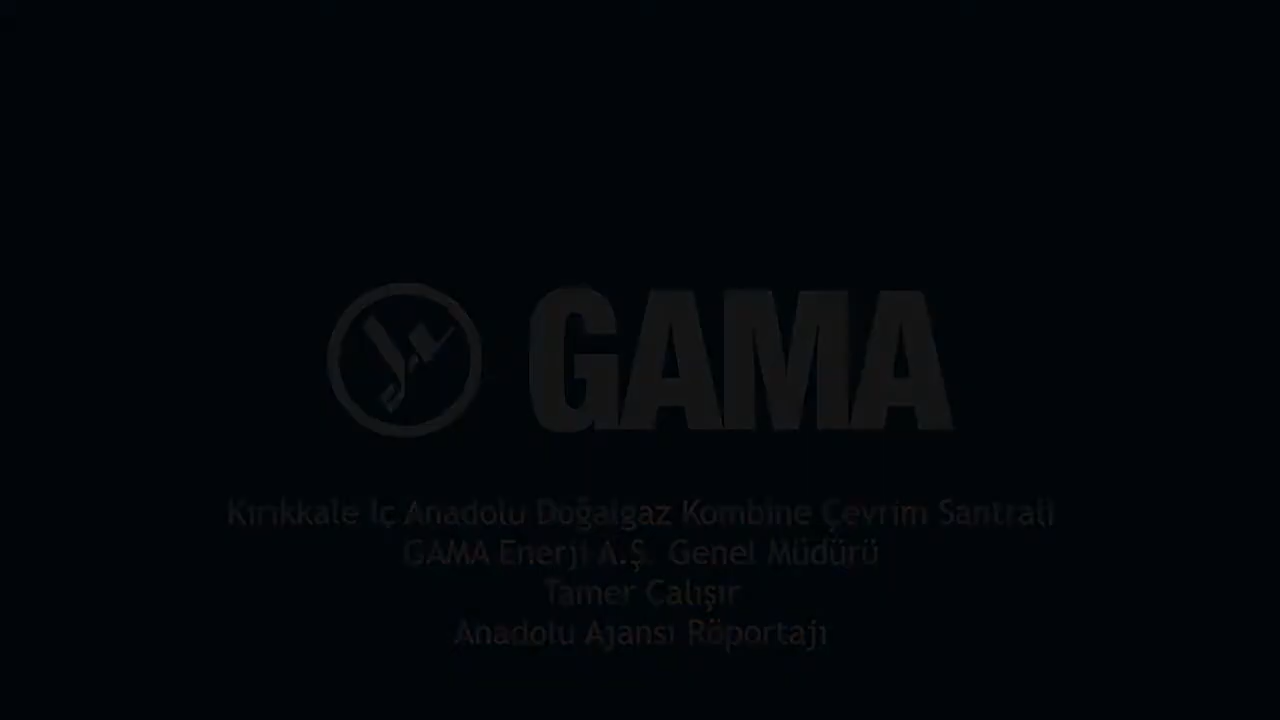 GAMA
Kırıkkale İç Anadolu Doğalgaz Kombine Çevrim Santrali
GAMA Enerji A.Ş. Genel Müdürü
Tamer Çalışır
Anadolu Ajansı Röportajı